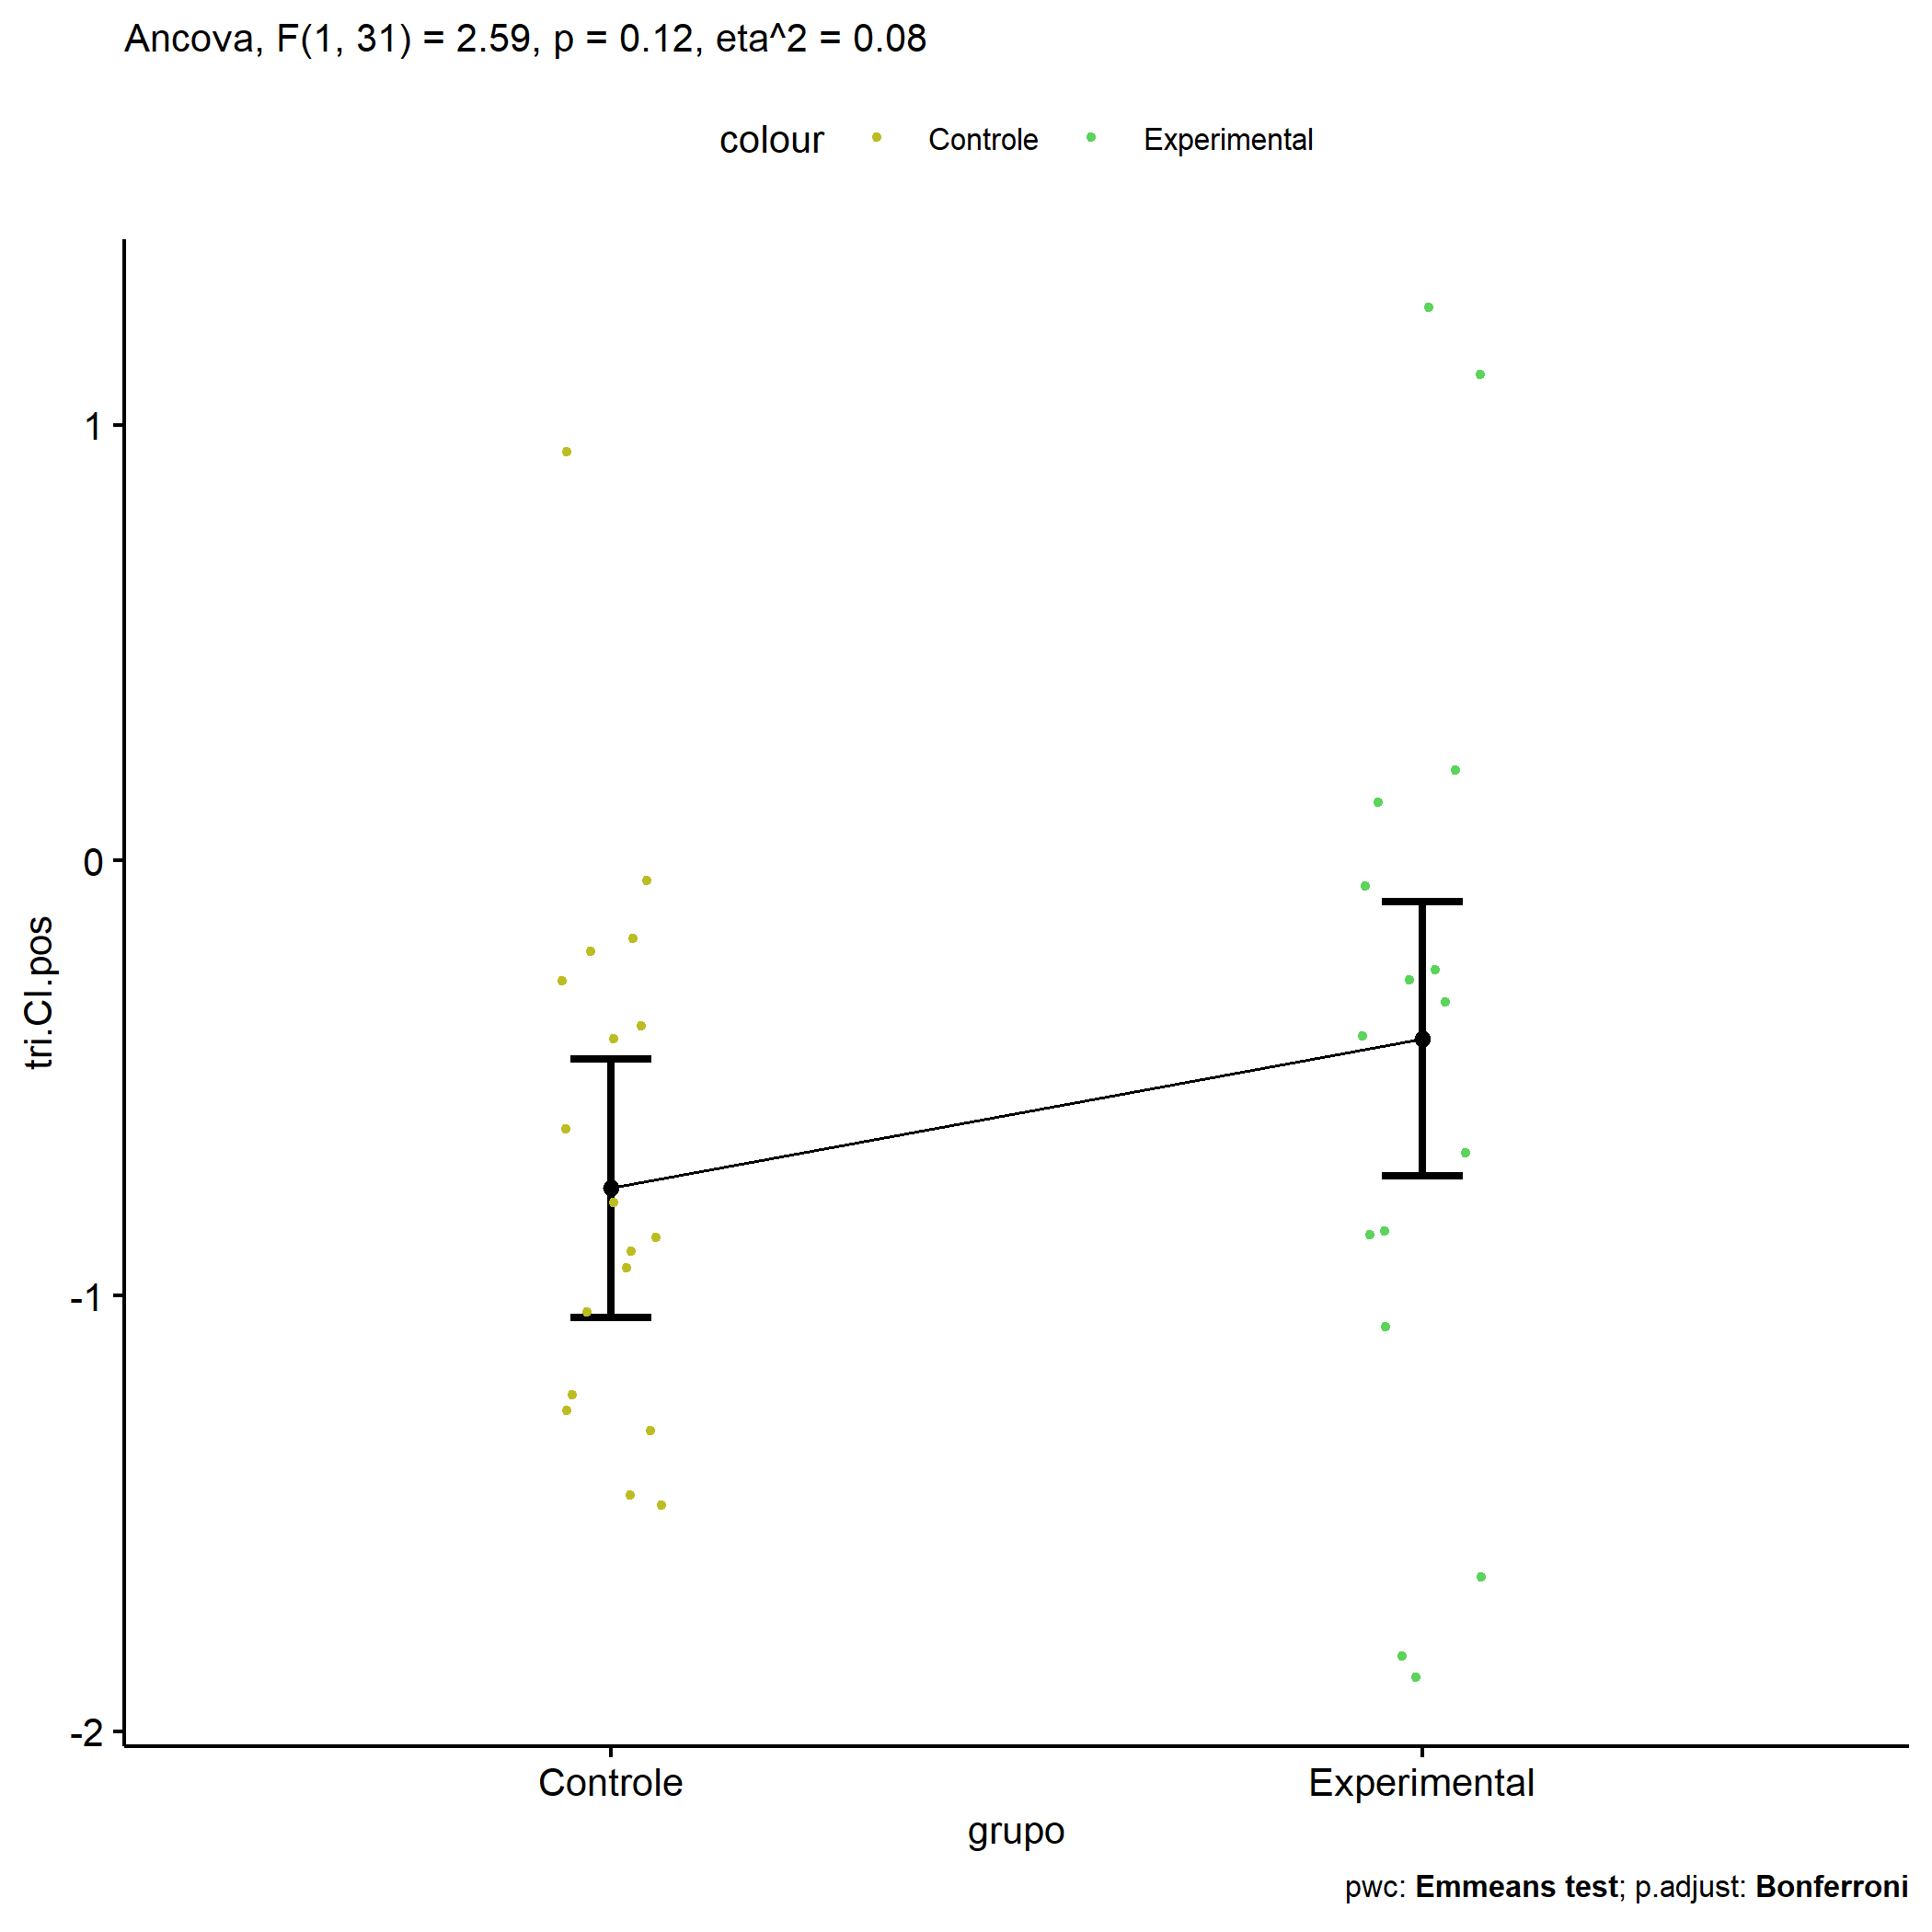 Ancova, F(1, 31) = 2.59, p = 0.12, eta^2 = 0.08
colour Controle Experimental
1
0
-1
-2
tri.CI.pos
Controle Experimental
grupo
pwc: Emmeans test; p.adjust: Bonferroni